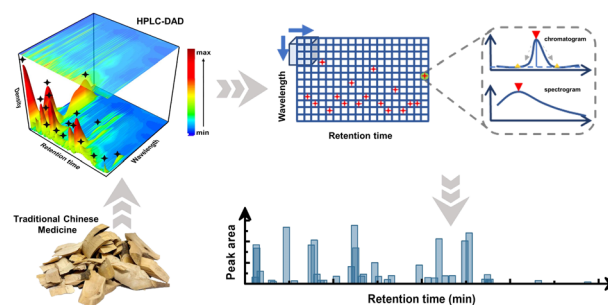 HPLC-DAD
max
min
Quantity
Retention time
Wavelength
Wavelength
Retention time
chromatogram
spectrogram
Traditional Chinese
Medicine
Peak area
Retention time (min)